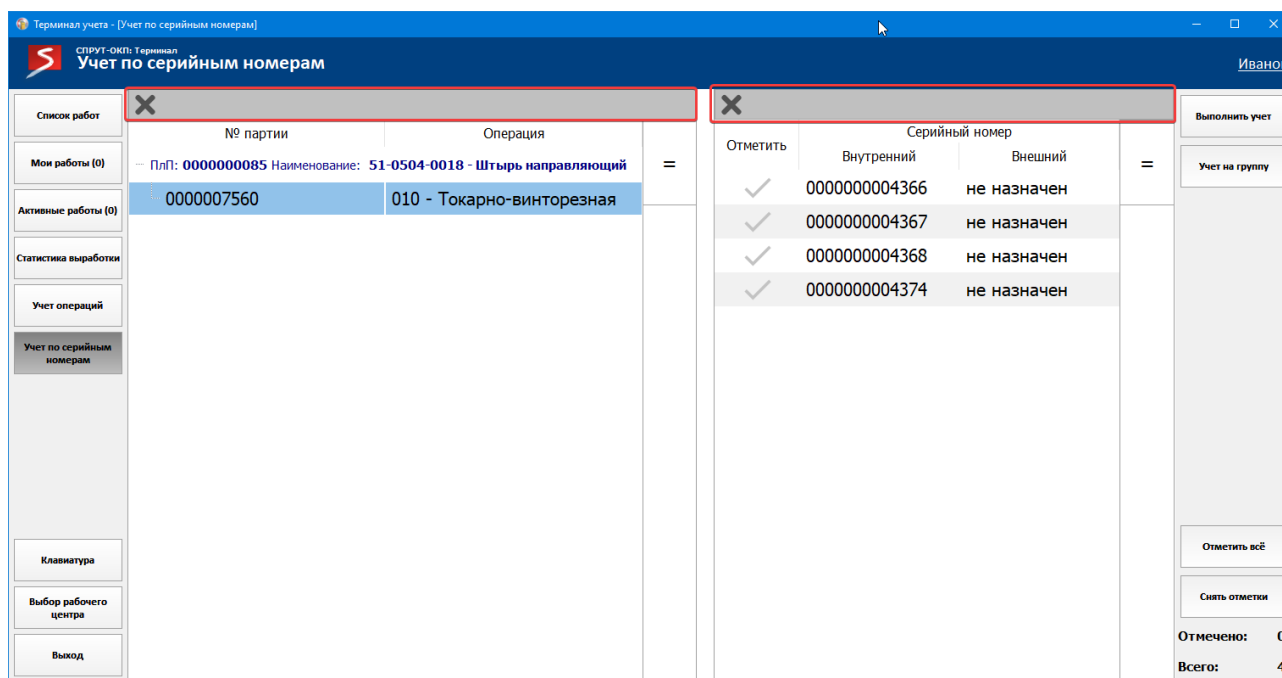 Терминал учета - [Учет по серийным номерам]
СПРУТ-ОКП: Терминал
Учет по серийным номерам
Список работ
Мои работы (0)
Активные работы (0)
Статистика выработки
Учет операций
Учет по серийным
номерам
Клавиатура
Выбор рабочего
центра
Выход
№ партии Операция
ПлП: 0000000085 Наименование: 51-0504-0018 - Штырь направляющий
0000007560 010 - Токарно-винторезная
=
Серийный номер
Отметить Внутренний Внешний
0000000004366 не назначен
0000000004367 не назначен
0000000004368 не назначен
0000000004374 не назначен
=
Выполнить учет
Учет на группу
Отметить всё
Снять отметки
Отмечено: 0
Всего: 4